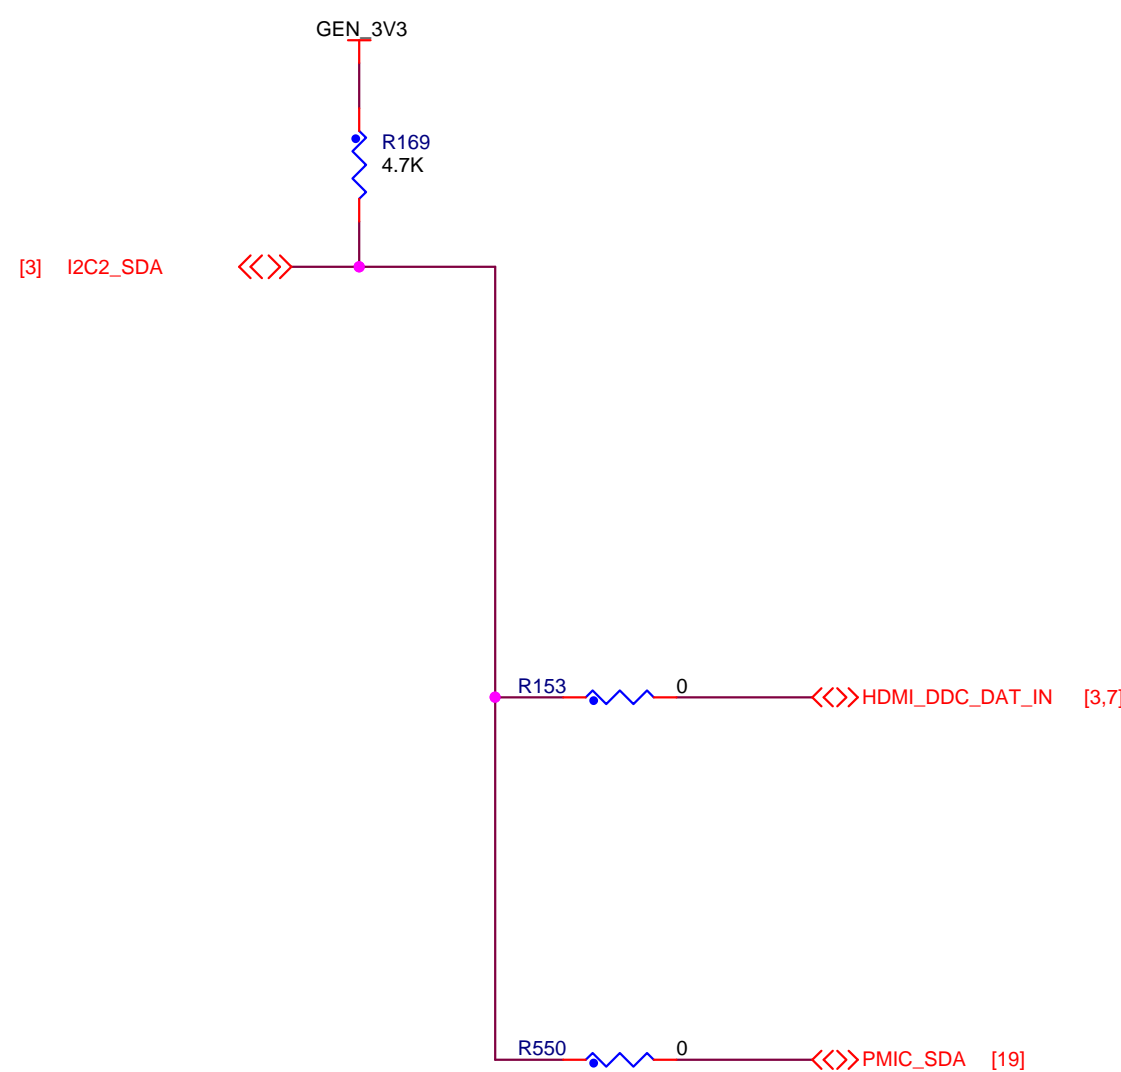 GEN_3V3
R169
4.7K
[3] I2C2_SDA
R153 0 HDMI_DDC_DAT_IN [3,7]
R550 0 PMIC_SDA [19]